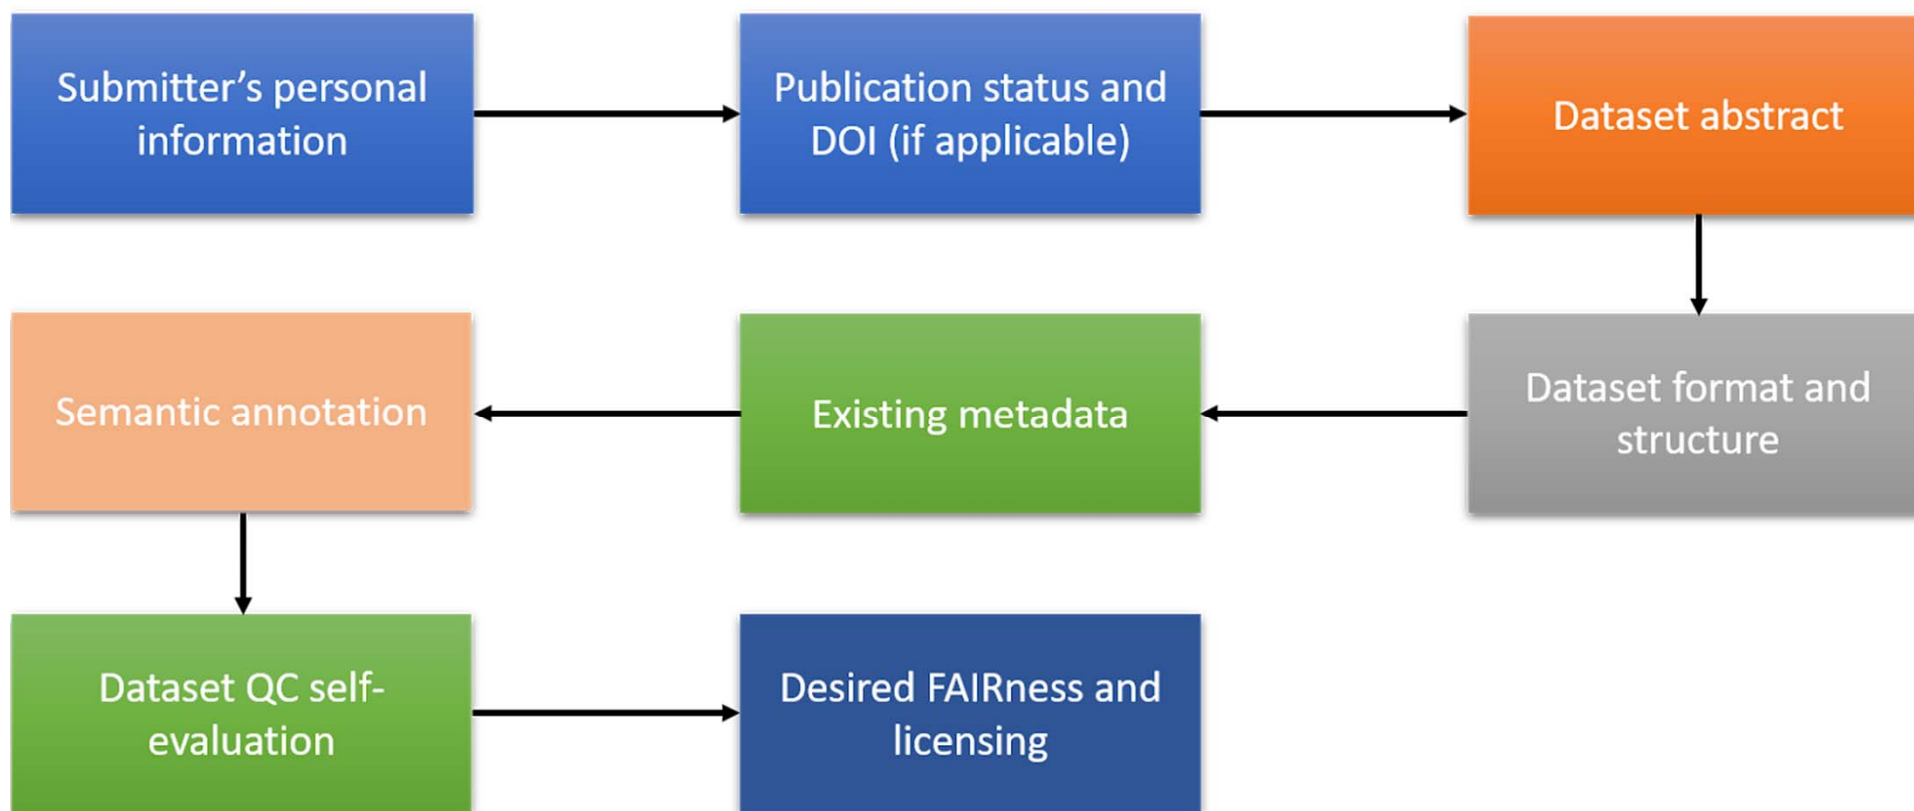 Submitter’s personal
information
Publication status and
DOI (if applicable)
Dataset abstract
Semantic annotation
Existing metadata
Dataset format and
structure
Dataset QC self-
evaluation
Desired FAIRness and
licensing